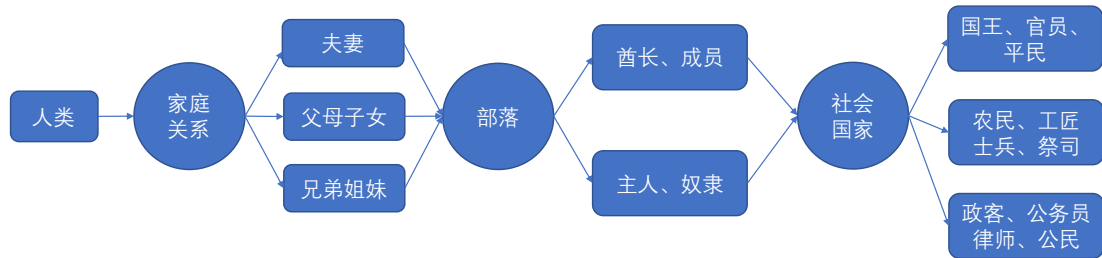 人类
家庭
关系
夫妻
父母子女
兄弟姐妹
部落
酋长、成员
主人、奴隶
社会
国家
国王、官员、
平民
农民、工匠
士兵、祭司
政客、公务员
律师、公民